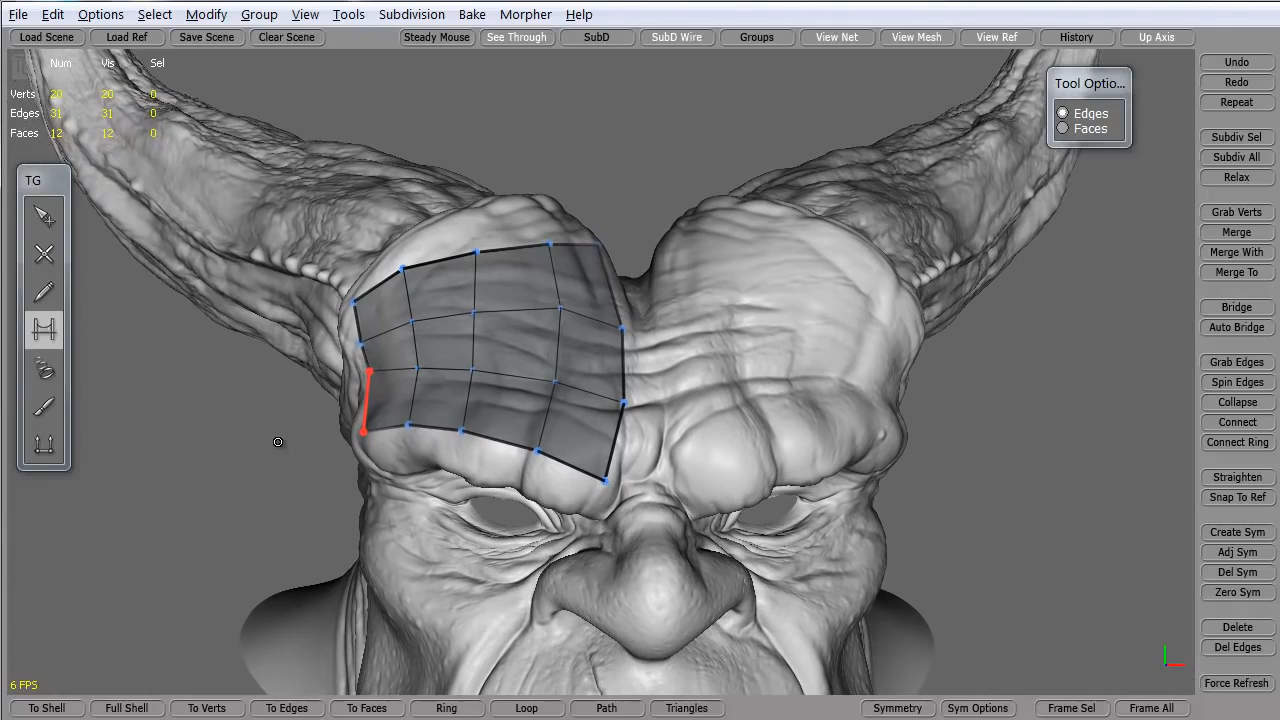 File Edit Options Select Modify Group View Tools Subdivision Bake Morpher Help
Load Scene Load Ref Save Scene Clear Scene Steady Mouse See Through SubD SubD Wire Groups View Net View Mesh View Ref History Up Axis
Num Vis Sel
Verts 20 20 0
Edges 31 31 0
Faces 12 12 0
TG
Tool Optio...
Edges
Faces
Undo
Redo
Repeat
Subdiv Sel
Subdiv All
Relax
Grab Verts
Merge
Merge With
Merge To
Bridge
Auto Bridge
Grab Edges
Spin Edges
Collapse
Connect
Connect Ring
Straighten
Snap To Ref
Create Sym
Adj Sym
Del Sym
Zero Sym
Delete
Del Edges
Force Refresh
6 FPS
To Shell Full Shell To Verts To Edges To Faces Ring Loop Path Triangles Symmetry Sym Options Frame Sel Frame All